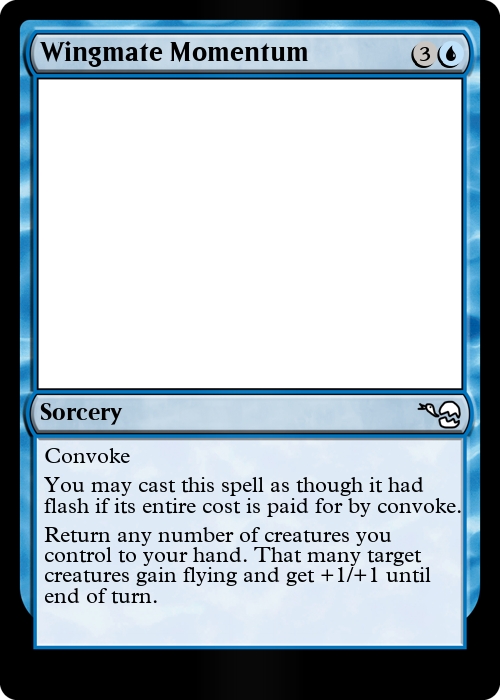 Wingmate Momentum 3
Sorcery
Convoke
You may cast this spell as though it had
flash if its entire cost is paid for by convoke.
Return any number of creatures you
control to your hand. That many target
creatures gain flying and get +1/+1 until
end of turn.